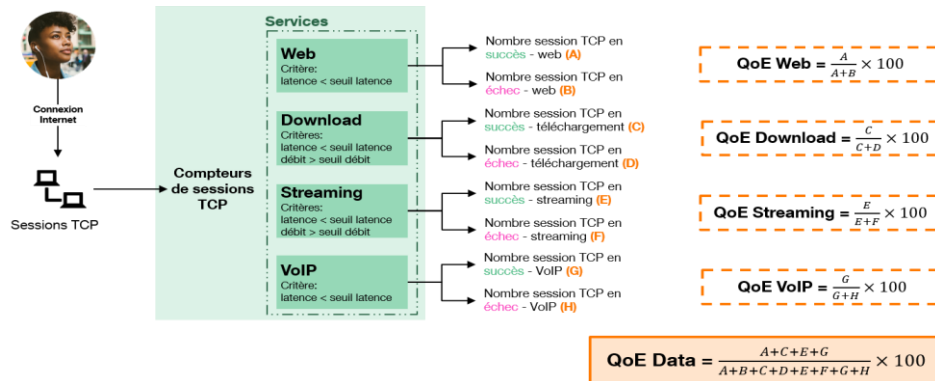 Connexion
Internet
Sessions TCP
Compteurs
de sessions
TCP
Services
Web
Critère:
latence < seuil latence
Download
Critères:
latence < seuil latence
débit > seuil débit
Streaming
Critères:
latence < seuil latence
débit > seuil débit
VoIP
Critère:
latence < seuil latence
Nombre session TCP en
succès - web (A)
Nombre session TCP en
échec - web (B)
Nombre session TCP en
succès - téléchargement (C)
Nombre session TCP en
échec - téléchargement (D)
Nombre session TCP en
succès - streaming (E)
Nombre session TCP en
échec - streaming (F)
Nombre session TCP en
succès - VoIP (G)
Nombre session TCP en
échec - VoIP (H)
QoE Web = A/A+B × 100
QoE Download = C/C+D × 100
QoE Streaming = E/E+F × 100
QoE VoIP = G/G+H × 100
QoE Data = A+C+E+G/A+B+C+D+E+F+G+H × 100